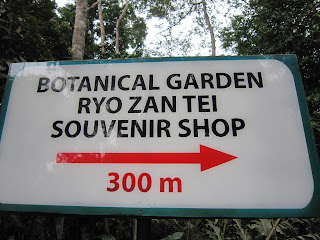 BOTANICAL GARDEN
RYO ZAN TEI
SOUVENIR SHOP
300 m